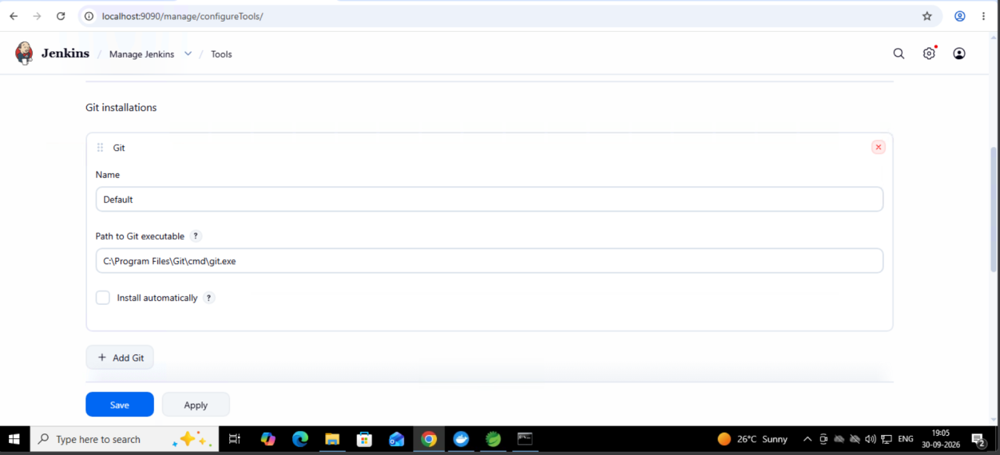 localhost:9090/manage/configureTools/
Jenkins / Manage Jenkins / Tools
Git installations
Git
Name
Default
Path to Git executable ?
C:\Program Files\Git\cmd\git.exe
Install automatically ?
+ Add Git
Save Apply
Type here to search
26°C Sunny
ENG
19:05
30-09-2026
2